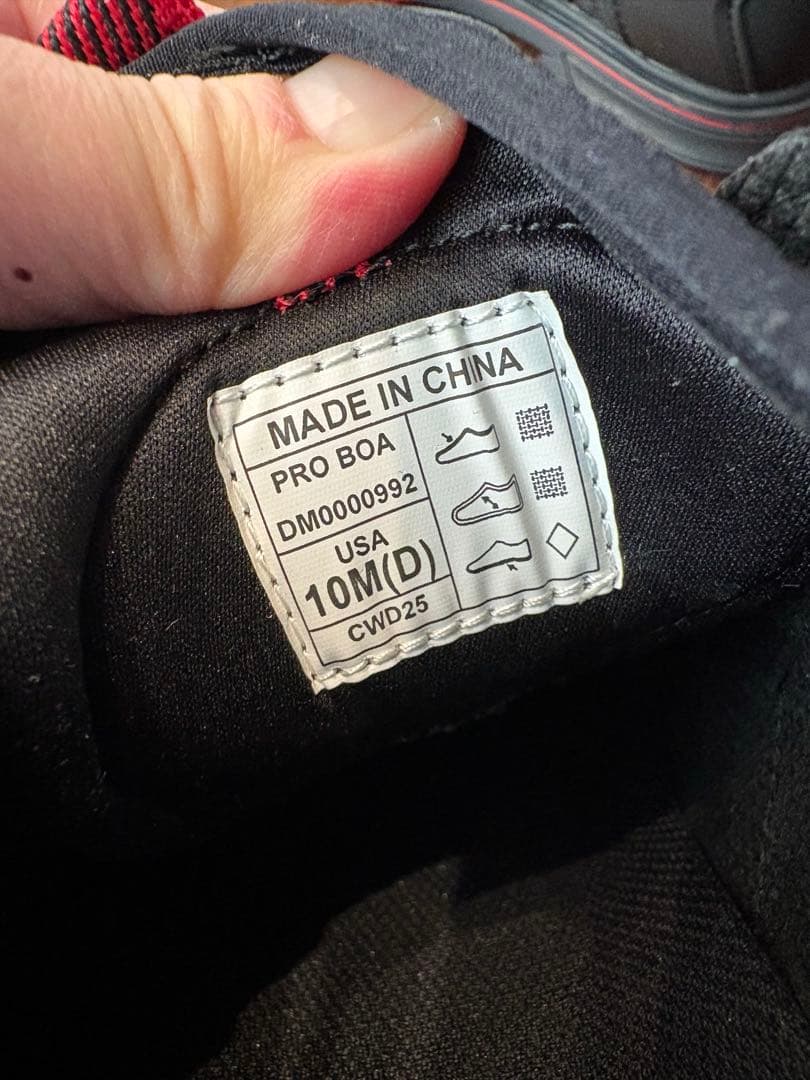 MADE IN CHINA
PRO BOA
DM0000992
USA
10M(D)
CWD25